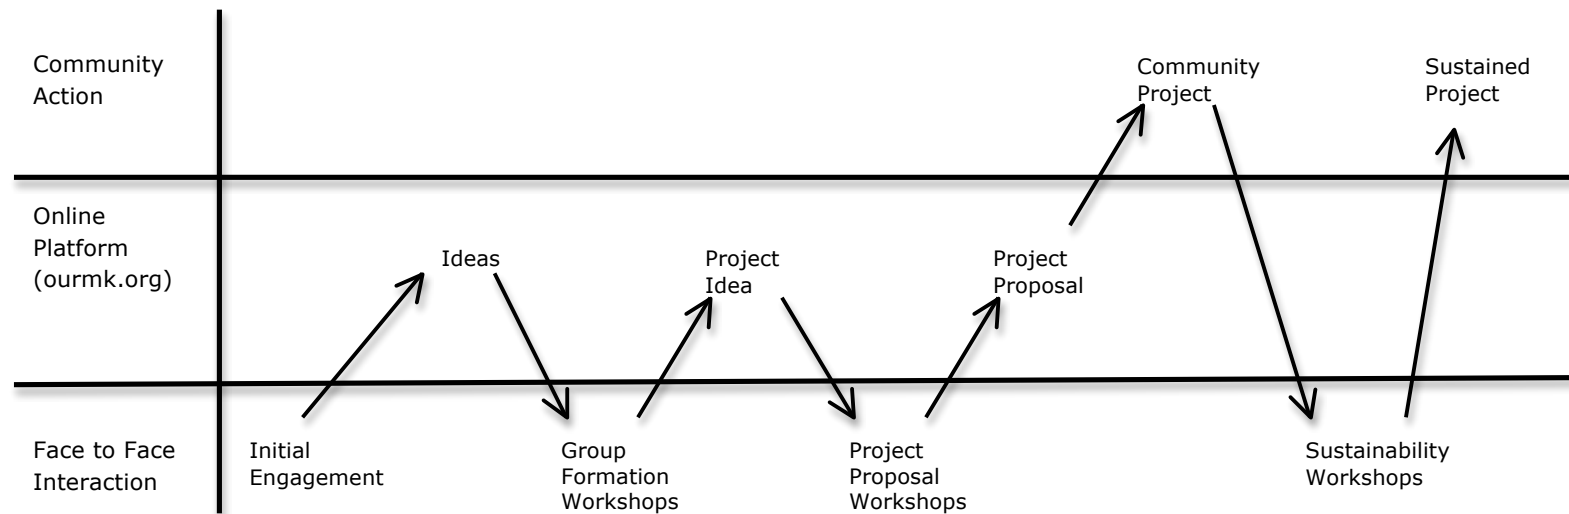 Community
Action
Community
Project
Sustained
Project
Online
Platform
(ourmk.org)
Ideas
Project
Idea
Project
Proposal
Face to Face
Interaction
Initial
Engagement
Group
Formation
Workshops
Project
Proposal
Workshops
Sustainability
Workshops